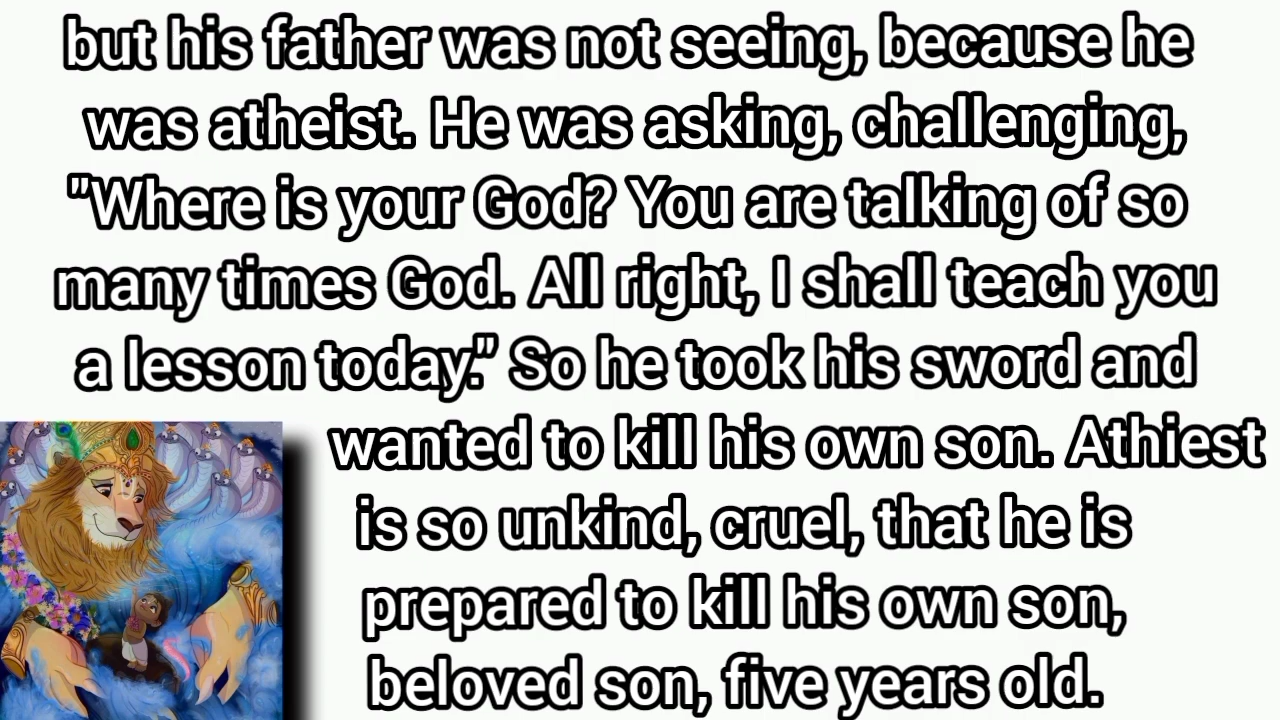 but his father was not seeing, because he
was atheist. He was asking, challenging,
"Where is your God? You are talking of so
many times God. All right, I shall teach you
a lesson today." So he took his sword and
wanted to kill his own son. Athiest
is so unkind, cruel, that he is
prepared to kill his own son,
beloved son, five years old.